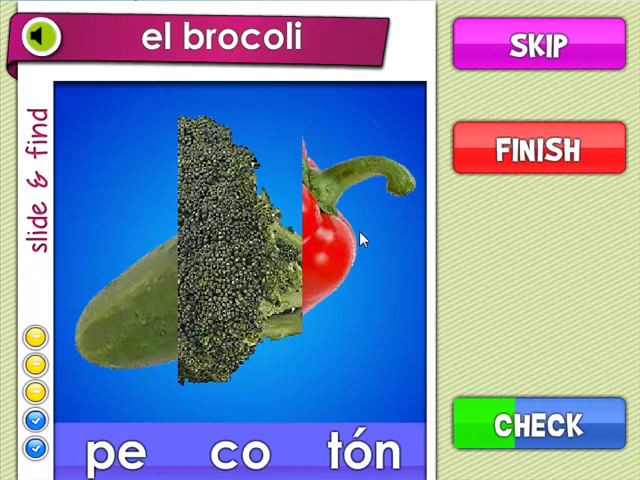 el brocoli
SKIP
slide & find
FINISH
CHECK
pe co tón